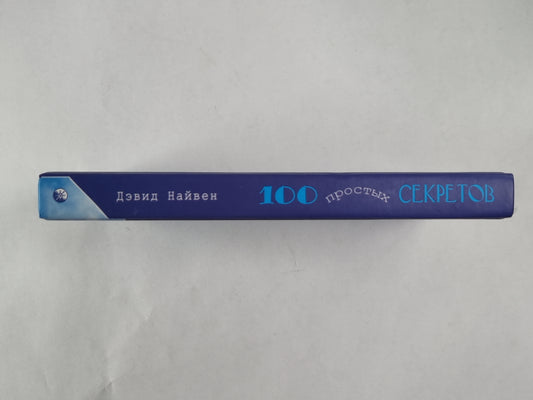 Дэвид Найвен 100 простых СЕКРЕТОВ